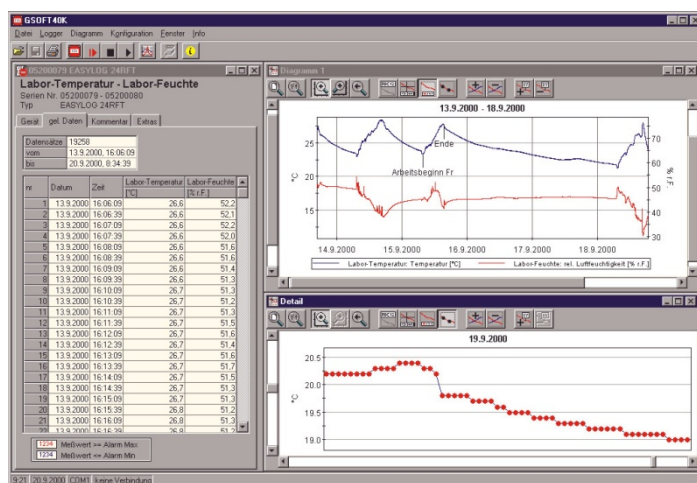 GSOFT40K
Datei Logger Diagramm Konfiguration Fenster Info
05200079 EASYLOG 24RFT
Labor-Temperatur - Labor-Feuchte
Serien Nr. 05200079 - 05200080
Typ EASYLOG 24RFT
Gerät gel. Daten Kommentar Extras
Datensätze 19258
vom 13.9.2000, 16:06:09
bis 20.9.2000, 8:34:39
nr Datum Zeit Labor-Temperatur [°C] Labor-Feuchte [% r.F.]
1 13.9.2000 16:06:09 26,6 52,2
2 13.9.2000 16:06:39 26,6 52,1
3 13.9.2000 16:07:09 26,6 52,2
4 13.9.2000 16:07:39 26,6 52,0
5 13.9.2000 16:08:09 26,6 51,6
6 13.9.2000 16:08:39 26,6 51,6
7 13.9.2000 16:09:09 26,6 51,4
8 13.9.2000 16:09:39 26,6 51,3
9 13.9.2000 16:10:09 26,7 51,3
10 13.9.2000 16:10:39 26,7 51,2
11 13.9.2000 16:11:09 26,7 51,3
12 13.9.2000 16:11:39 26,7 51,5
13 13.9.2000 16:12:09 26,7 51,6
14 13.9.2000 16:12:39 26,7 51,4
15 13.9.2000 16:13:09 26,7 51,6
16 13.9.2000 16:13:39 26,7 51,7
17 13.9.2000 16:14:09 26,7 51,5
18 13.9.2000 16:14:39 26,7 51,3
19 13.9.2000 16:15:09 26,7 51,3
20 13.9.2000 16:15:39 26,8 51,2
21 13.9.2000 16:16:09 26,8 51,3
22 13.9.2000 16:16:39 26,8 51,2
1234 Meßwert >= Alarm Max
1234 Meßwert <= Alarm Min
Diagramm 1
13.9.2000 - 18.9.2000
Ende
Arbeitsbeginn Fr
°C
25
20
15
% r.F.
70
60
50
40
30
14.9.2000 15.9.2000 16.9.2000 17.9.2000 18.9.2000
Labor-Temperatur: Temperatur [°C] Labor-Feuchte: rel. Luftfeuchtigkeit [% r.F.]
Detail
19.9.2000
°C
20.5
20.0
19.5
19.0
9:21 20.9.2000 COM1 keine Verbindung